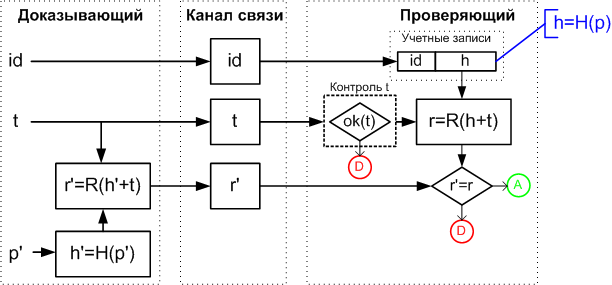 Доказывающий
Канал связи
Проверяющий
h=H(p)
Учетные записи
id
id
id
h
Контроль t
t
t
ok(t)
r=R(h+t)
D
r'=R(h'+t)
r'
r'=r
A
D
p'
h'=H(p')